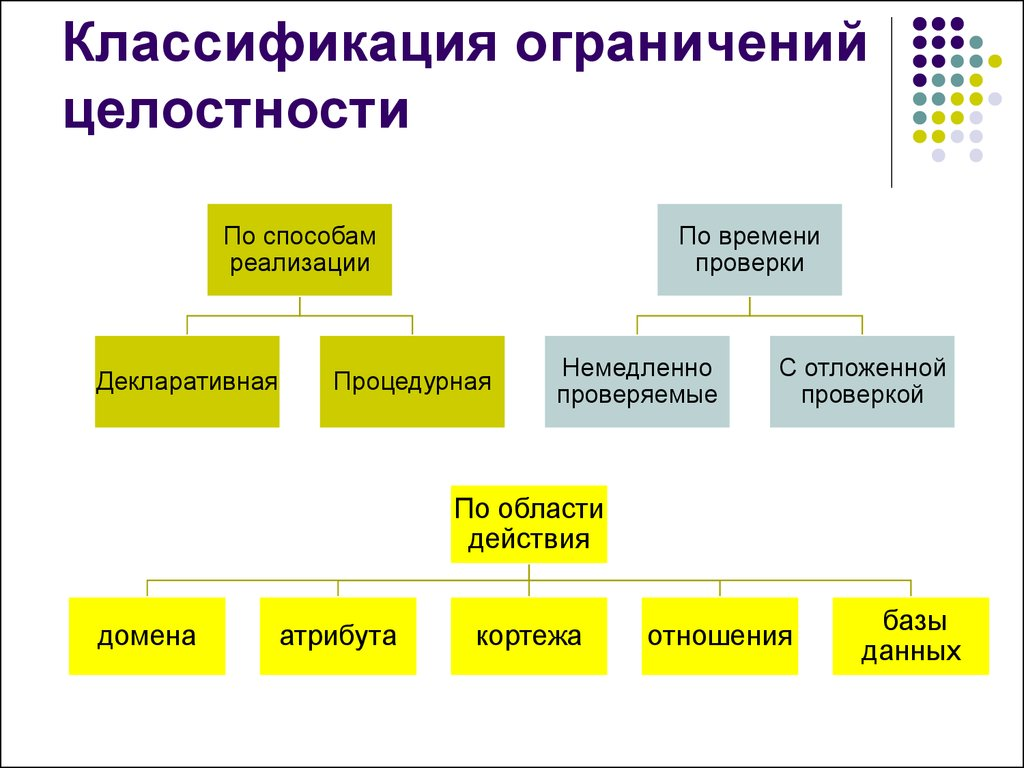 Классификация ограничений
целостности
По способам
реализации
По времени
проверки
Декларативная
Процедурная
Немедленно
проверяемые
С отложенной
проверкой
По области
действия
домена
атрибута
кортежа
отношения
базы
данных